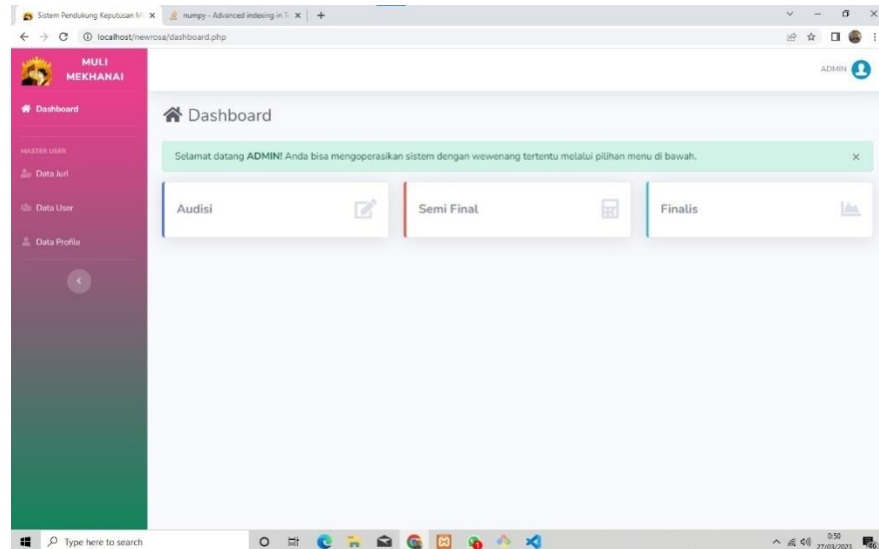 Sistem Pendukung Keputusan M
numpy - Advanced indexing in T
localhost/newrosa/dashboard.php
MULI
MEKHANAI
ADMIN
Dashboard
Dashboard
Selamat datang ADMIN! Anda bisa mengoperasikan sistem dengan wewenang tertentu melalui pilihan menu di bawah.
MASTER USER
Data Juri
Data User
Data Profile
Audisi
Semi Final
Finalis
Type here to search
0:50
27/03/2023